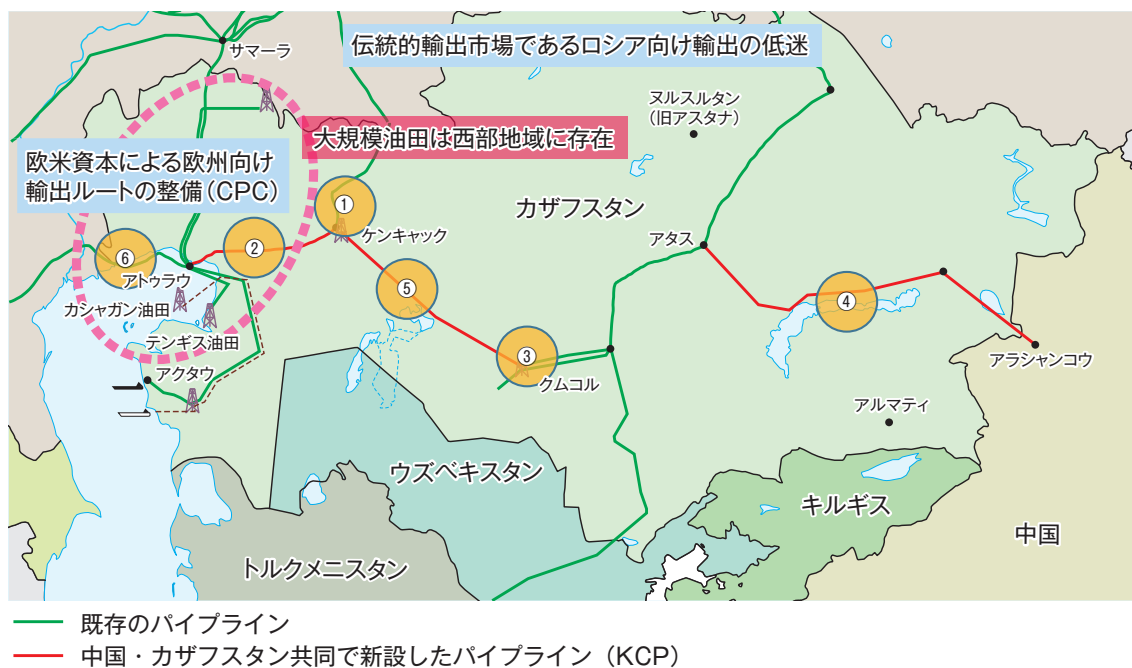 サマーラ
伝統的輸出市場であるロシア向け輸出の低迷
ヌルスルタン
(旧アスタナ)
大規模油田は西部地域に存在
欧米資本による欧州向け
輸出ルートの整備(CPC)
①
カザフスタン
ケンキャック
②
アタス
⑥
アトゥラウ
⑤
④
カシャガン油田
テンギス油田
③
アラシャンコウ
アクタウ
クムコル
アルマティ
ウズベキスタン
キルギス
中国
トルクメニスタン
既存のパイプライン
中国・カザフスタン共同で新設したパイプライン(KCP)